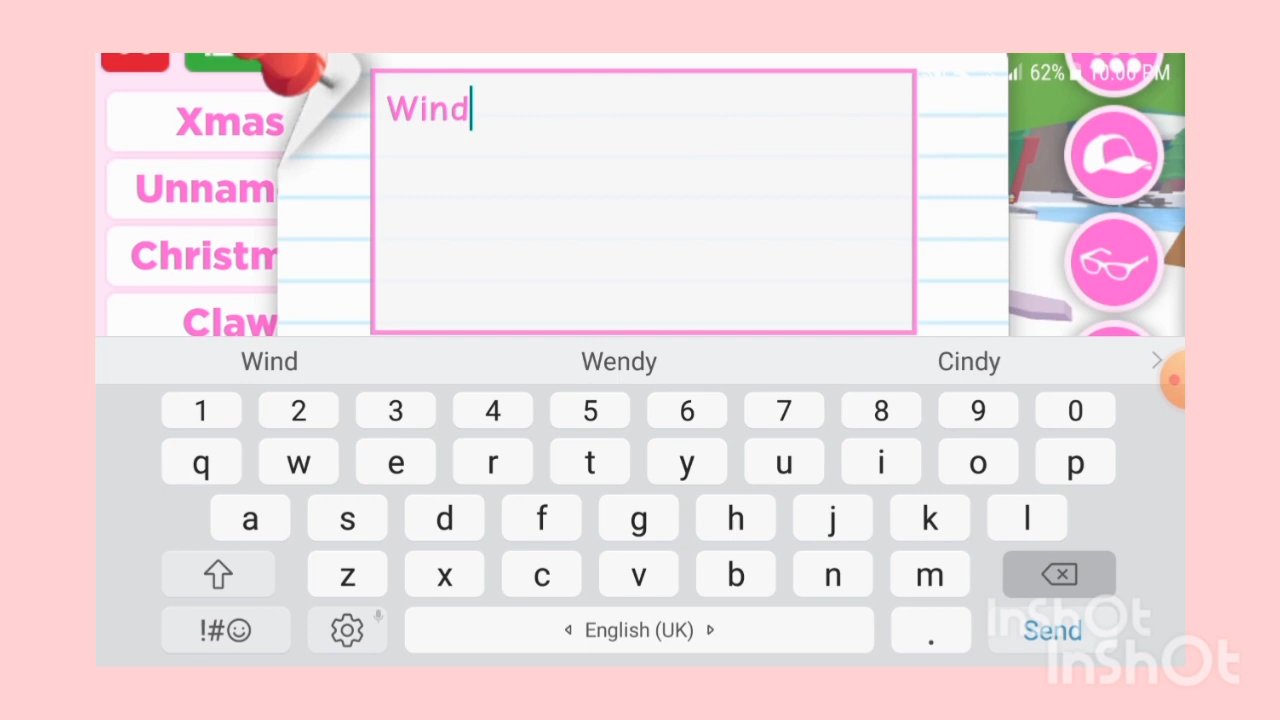 62% 10:00 PM
Xmas
Unnam
Christm
Claw
Wind
Wind Wendy Cindy
1 2 3 4 5 6 7 8 9 0
q w e r t y u i o p
a s d f g h j k l
z x c v b n m
!#☺ English (UK) . Send
InShOt
InShOt